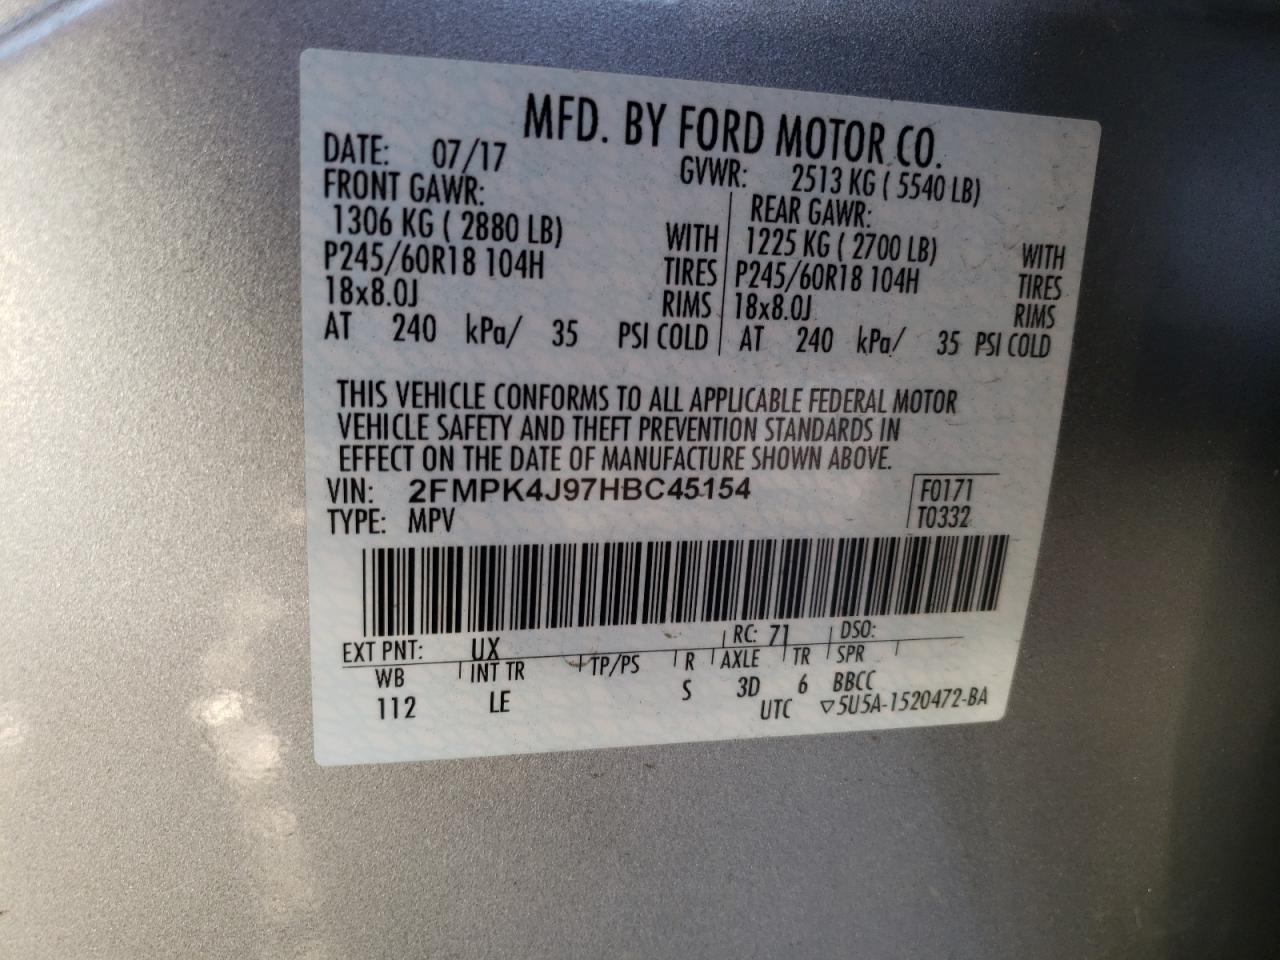 MFD. BY FORD MOTOR CO.
DATE: 07/17 GVWR: 2513 KG ( 5540 LB)
FRONT GAWR: REAR GAWR:
1306 KG ( 2880 LB) WITH 1225 KG ( 2700 LB) WITH
P245/60R18 104H TIRES P245/60R18 104H TIRES
18x8.0J RIMS 18x8.0J RIMS
AT 240 kPa/ 35 PSI COLD AT 240 kPa/ 35 PSI COLD
THIS VEHICLE CONFORMS TO ALL APPLICABLE FEDERAL MOTOR
VEHICLE SAFETY AND THEFT PREVENTION STANDARDS IN
EFFECT ON THE DATE OF MANUFACTURE SHOWN ABOVE.
VIN: 2FMPK4J97HBC45154 F0171
TYPE: MPV T0332
EXT PNT: UX RC: 71 DSO:
WB INT TR TP/PS R AXLE TR SPR
112 LE S 3D 6 BBCC
UTC ▽5U5A-1520472-BA